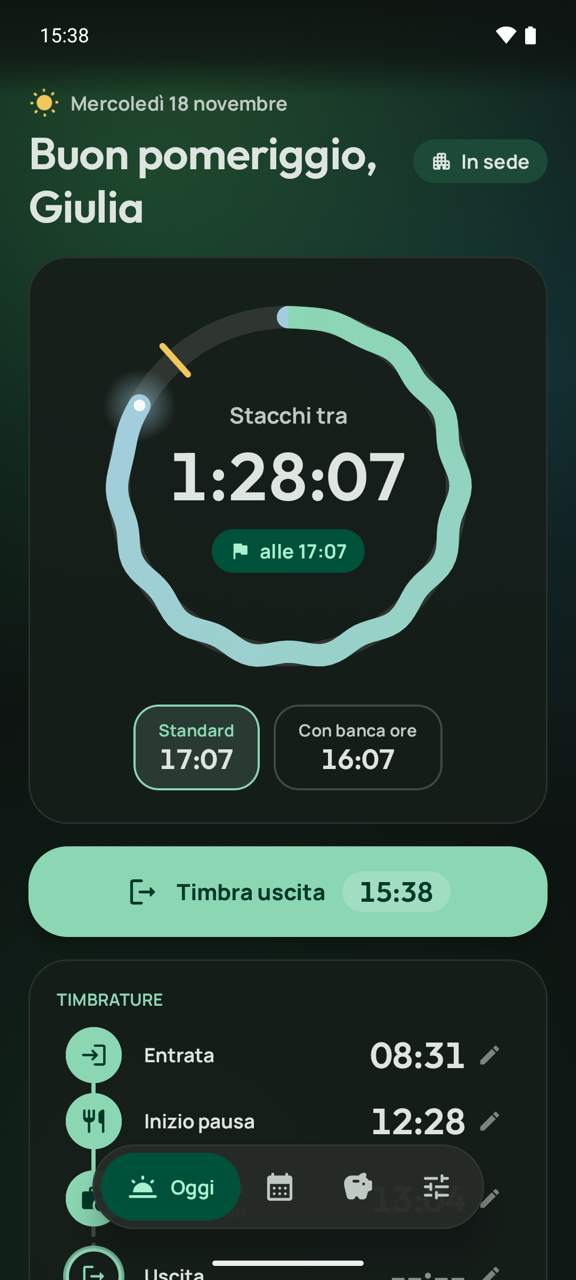 15:38
Mercoledì 18 novembre
Buon pomeriggio,
Giulia
In sede
Stacchi tra
1:28:07
alle 17:07
Standard
17:07
Con banca ore
16:07
Timbra uscita 15:38
TIMBRATURE
Entrata 08:31
Inizio pausa 12:28
13:04
Oggi
Uscita --:--